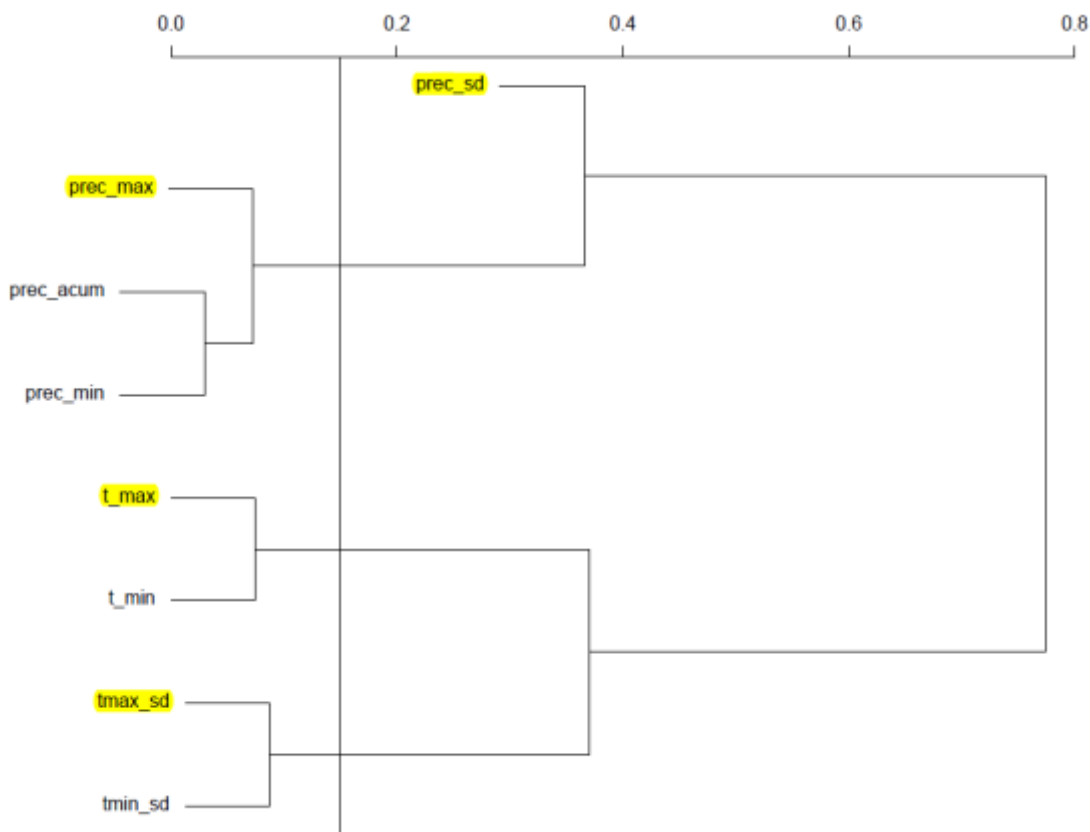 0.0 0.2 0.4 0.6 0.8
prec_sd
prec_max
prec_acum
prec_min
t_max
t_min
tmax_sd
tmin_sd